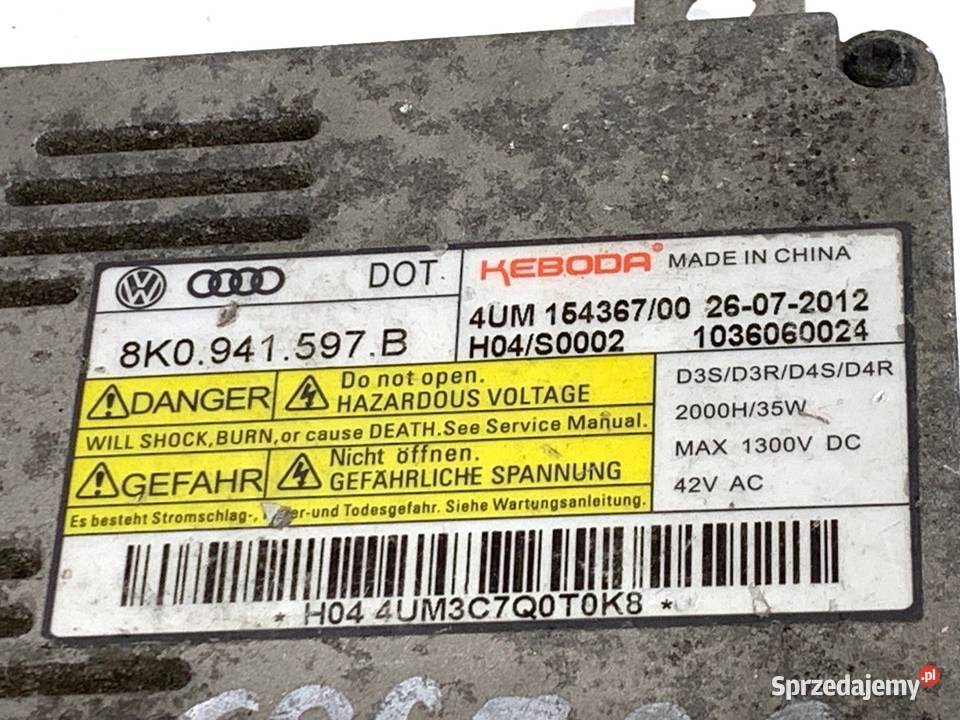 DOT.
KEBODA MADE IN CHINA
8K0.941.597.B
4UM 154367/00 26-07-2012
H04/S0002 1036060024
DANGER
Do not open.
HAZARDOUS VOLTAGE
WILL SHOCK, BURN, or cause DEATH. See Service Manual.
GEFAHR
Nicht öffnen.
GEFÄHRLICHE SPANNUNG
Es besteht Stromschlag-, und Todesgefahr. Siehe Wartungsanleitung.
D3S/D3R/D4S/D4R
2000H/35W
MAX 1300V DC
42V AC
* H04 4UM3C7Q0T0K8 *
Sprzedajemy.pl